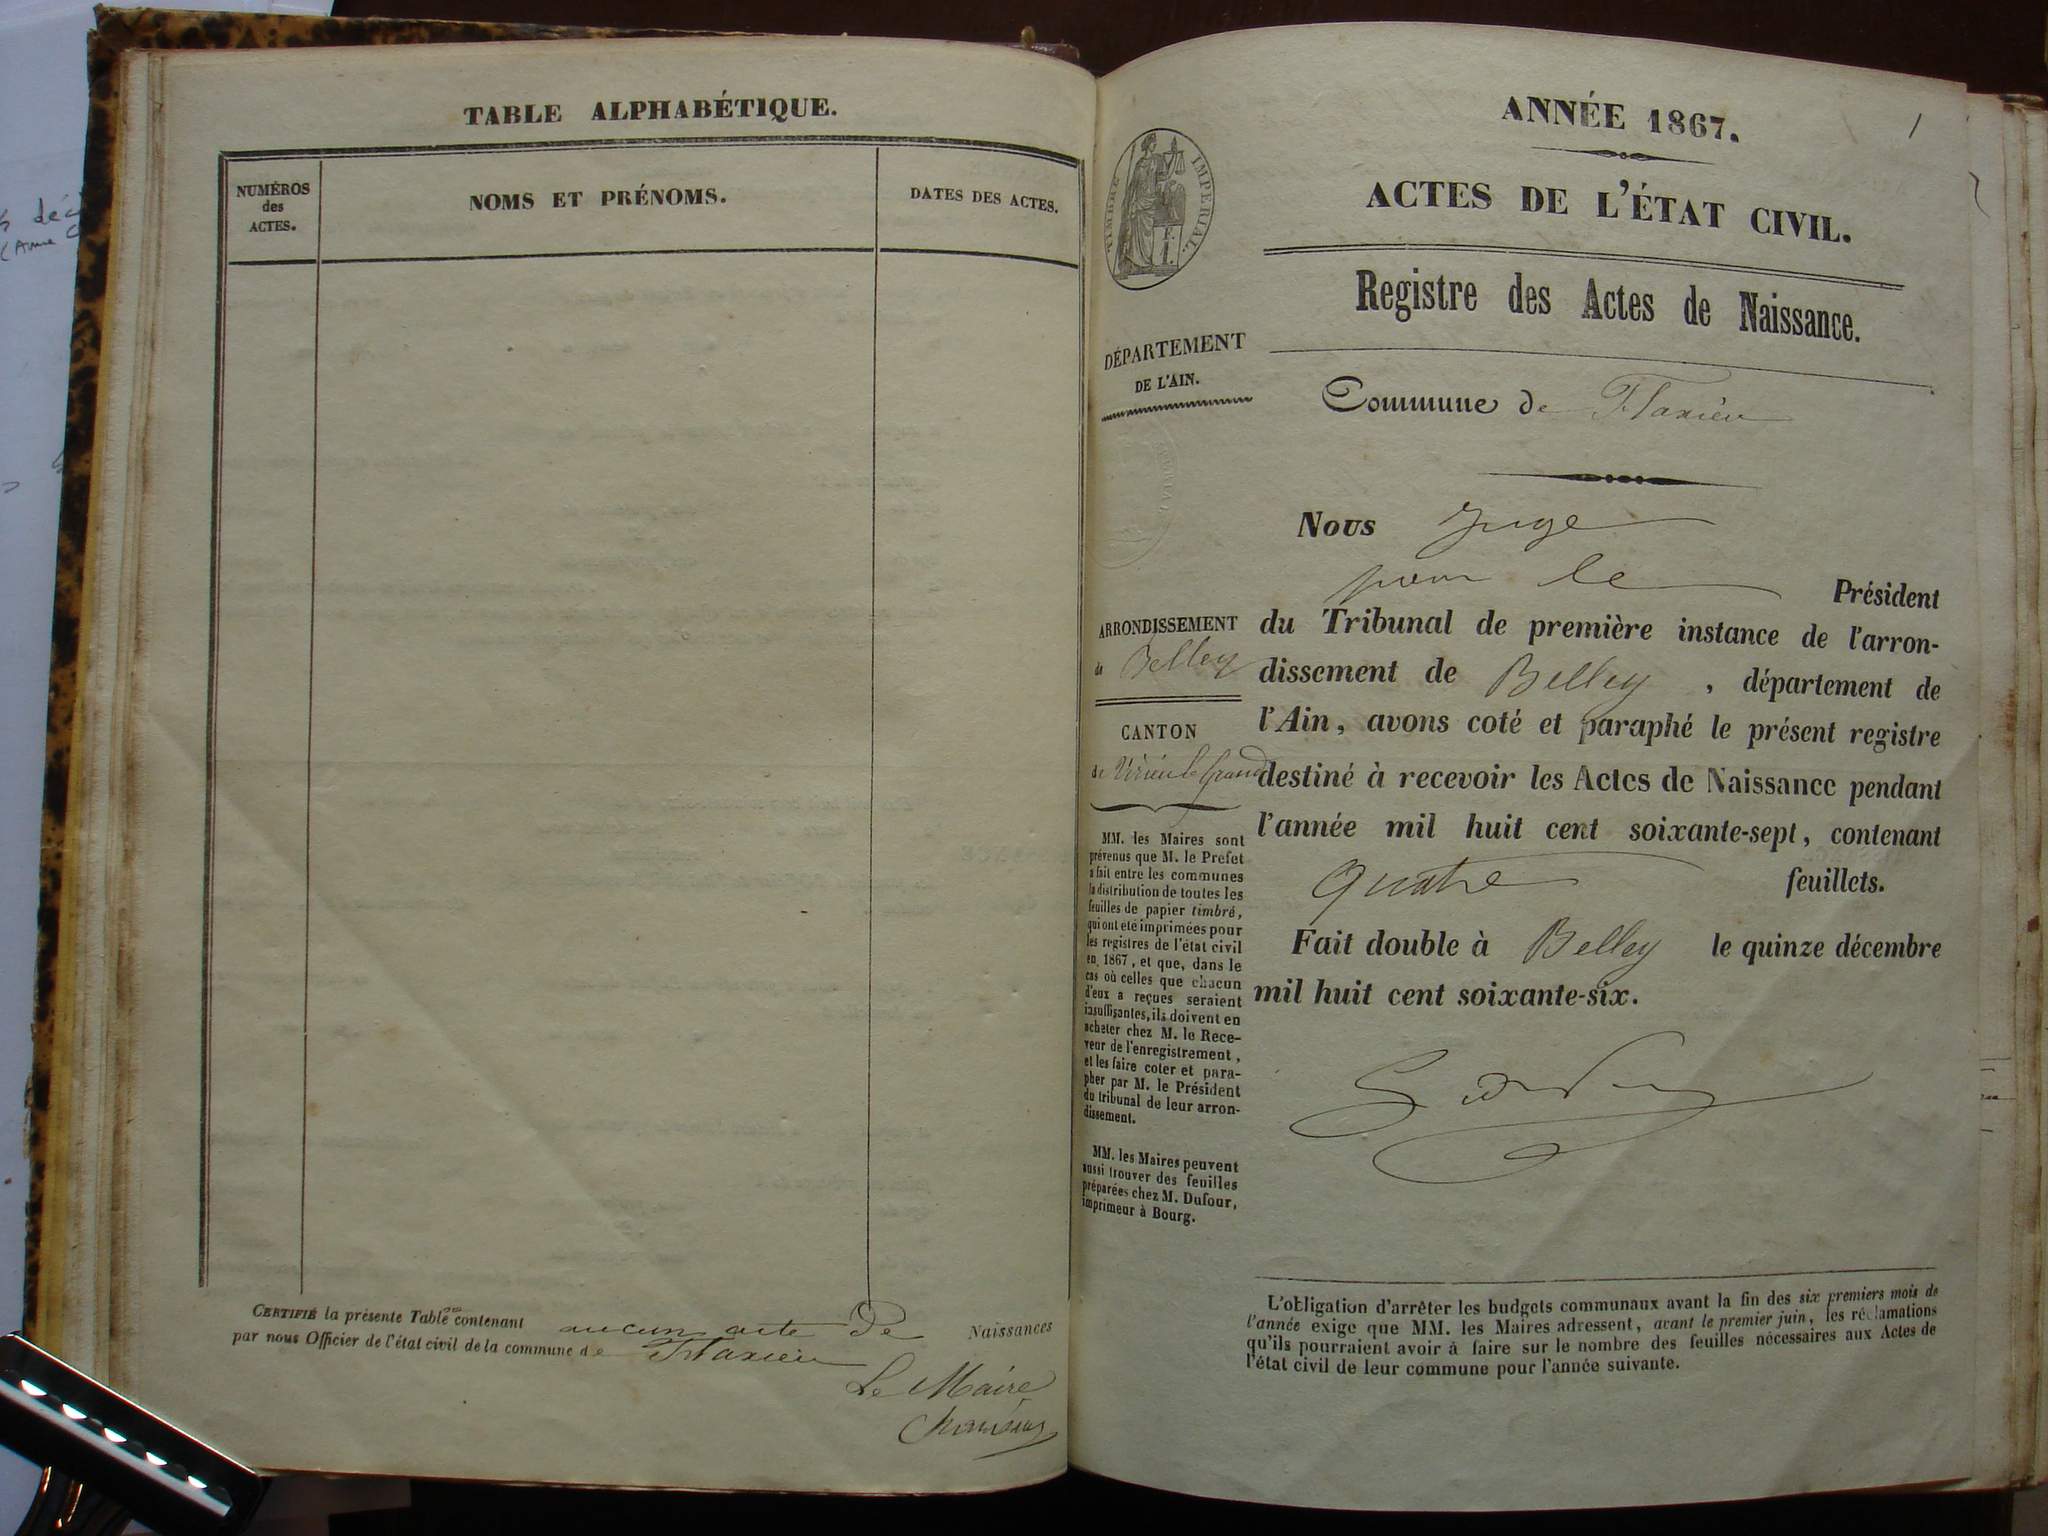 TABLE ALPHABÉTIQUE.
NUMÉROS
des
ACTES.
NOMS ET PRÉNOMS.
DATES DES ACTES.
CERTIFIÉ la présente Table contenant aucun acte De Naissances
par nous Officier de l'état civil de la commune de Flaxieu
Le Maire
ANNÉE 1867.
1
ACTES DE L'ÉTAT CIVIL.
TIMBRE IMPÉRIAL.
Registre des Actes de Naissance.
DÉPARTEMENT
DE L'AIN.
Commune de Flaxieu
Nous Juge
pour le Président
du Tribunal de première instance de l'arron-
dissement de Belley, département de
l'Ain, avons coté et paraphé le présent registre
destiné à recevoir les Actes de Naissance pendant
l'année mil huit cent soixante-sept, contenant
quatre feuillets.
Fait double à Belley le quinze décembre
mil huit cent soixante-six.
ARRONDISSEMENT
de Belley
CANTON
de Virieu le Grand
MM. les Maires sont
prévenus que M. le Prefet
a fait entre les communes
la distribution de toutes les
feuilles de papier timbré,
qui ont été imprimées pour
les registres de l'état civil
en 1867, et que, dans le
cas où celles que chacun
d'eux a reçues seraient
insuffisantes, ils doivent en
acheter chez M. le Rece-
veur de l'enregistrement,
et les faire coter et para-
pher par M. le Président
du tribunal de leur arron-
dissement.
MM. les Maires peuvent
aussi trouver des feuilles
préparées chez M. Dufour,
imprimeur à Bourg.
L'obligation d'arrêter les budgets communaux avant la fin des six premiers mois de
l'année exige que MM. les Maires adressent, avant le premier juin, les réclamations
qu'ils pourraient avoir à faire sur le nombre des feuilles nécessaires aux Actes de
l'état civil de leur commune pour l'année suivante.